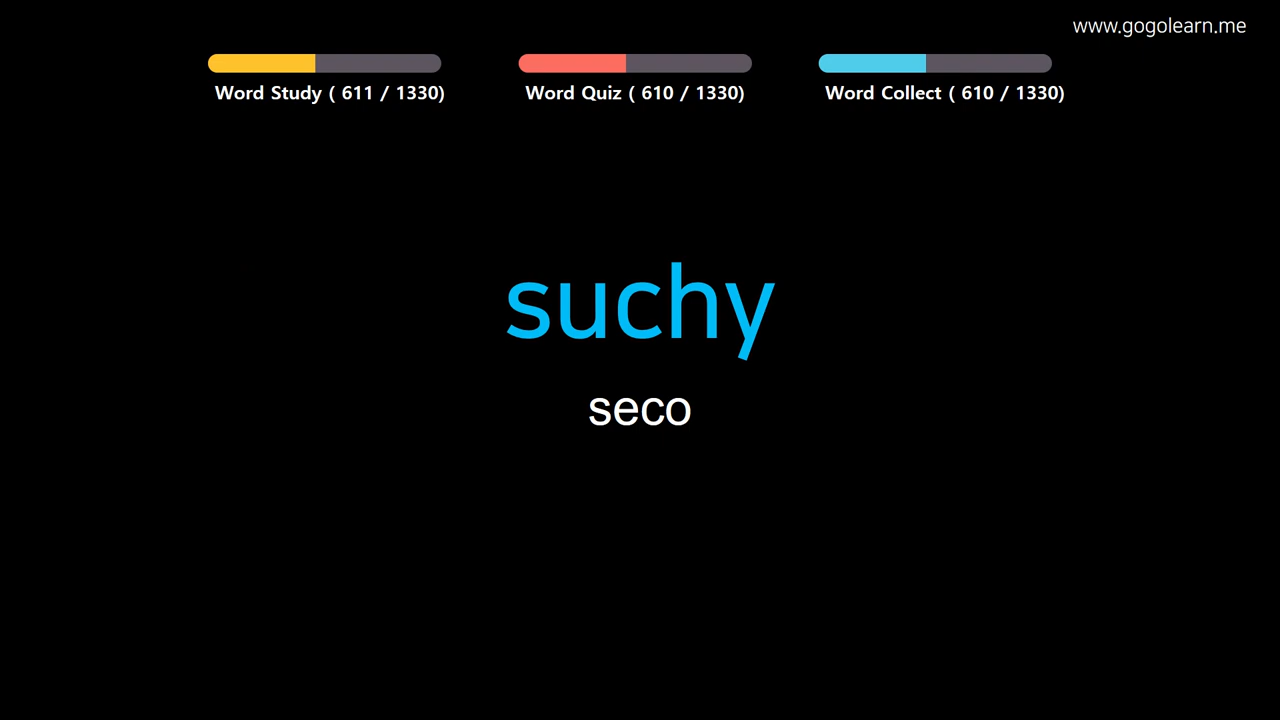 www.gogolearn.me
Word Study ( 611 / 1330)
Word Quiz ( 610 / 1330)
Word Collect ( 610 / 1330)
suchy
seco